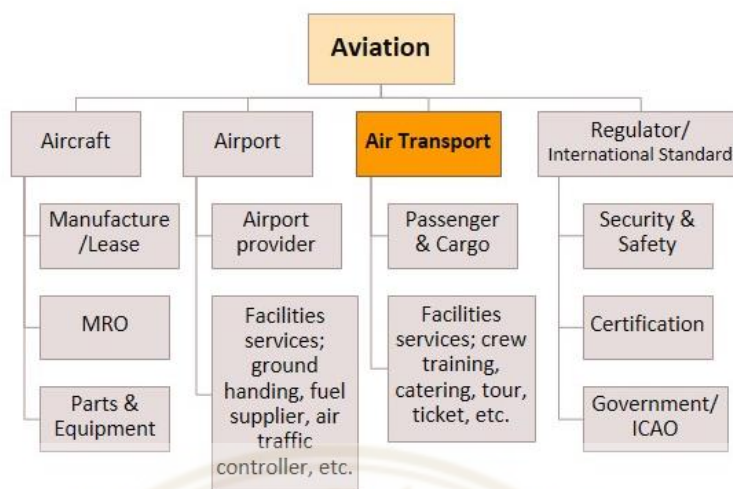 Aviation
Aircraft
Airport
Air Transport
Regulator/
International Standard
Manufacture
/Lease
Airport
provider
Passenger
& Cargo
Security &
Safety
MRO
Facilities
services;
ground
handing, fuel
supplier, air
traffic
controller, etc.
Facilities
services; crew
training,
catering, tour,
ticket, etc.
Certification
Parts &
Equipment
Government/
ICAO